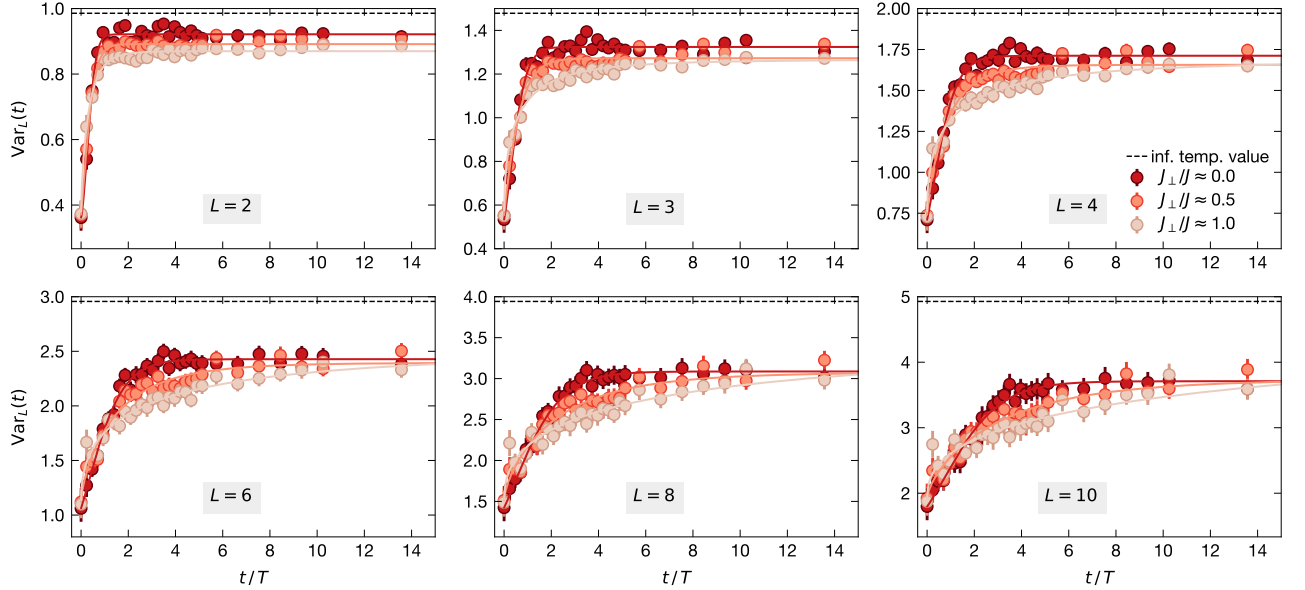 Var_L(t)
1.0
0.8
0.6
0.4
0 2 4 6 8 10 12 14
L = 2
1.4
1.2
1.0
0.8
0.6
0.4
0 2 4 6 8 10 12 14
L = 3
2.00
1.75
1.50
1.25
1.00
0.75
0 2 4 6 8 10 12 14
inf. temp. value
J⊥/J ≈ 0.0
J⊥/J ≈ 0.5
J⊥/J ≈ 1.0
L = 4
Var_L(t)
3.0
2.5
2.0
1.5
1.0
0 2 4 6 8 10 12 14
t/T
L = 6
4.0
3.5
3.0
2.5
2.0
1.5
0 2 4 6 8 10 12 14
t/T
L = 8
5
4
3
2
0 2 4 6 8 10 12 14
t/T
L = 10